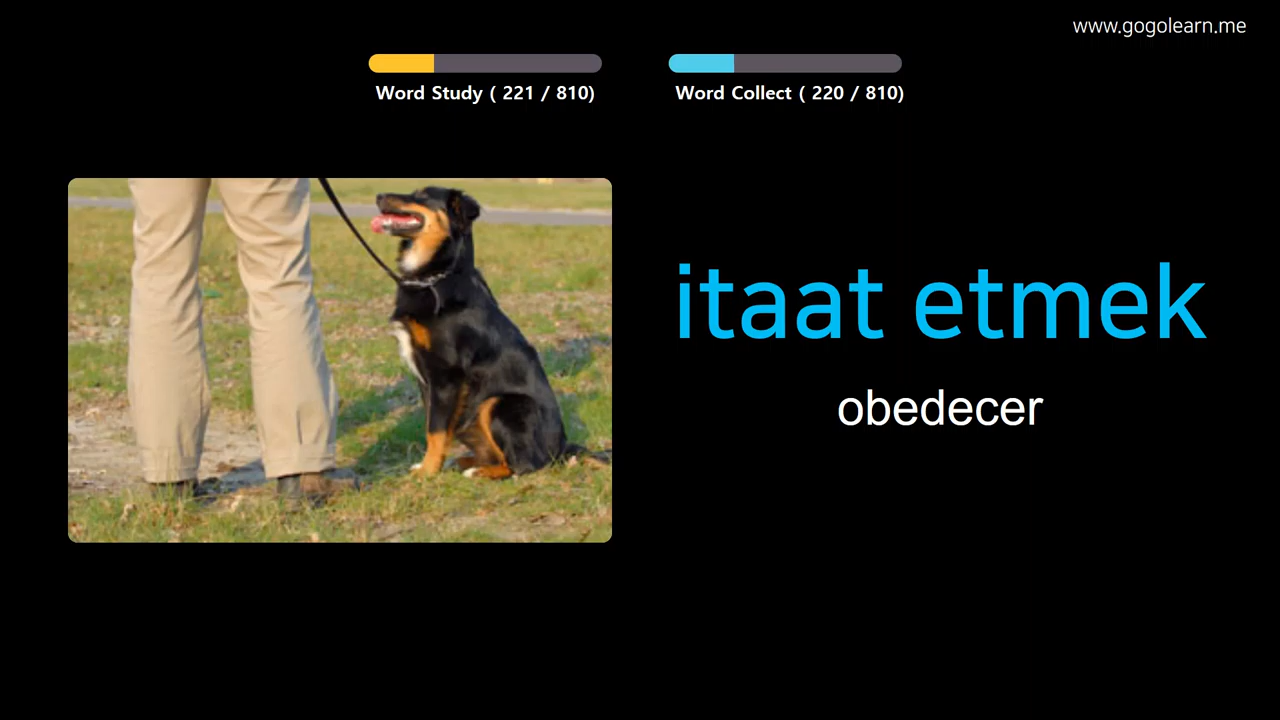 www.gogolearn.me
Word Study ( 221 / 810)
Word Collect ( 220 / 810)
itaat etmek
obedecer